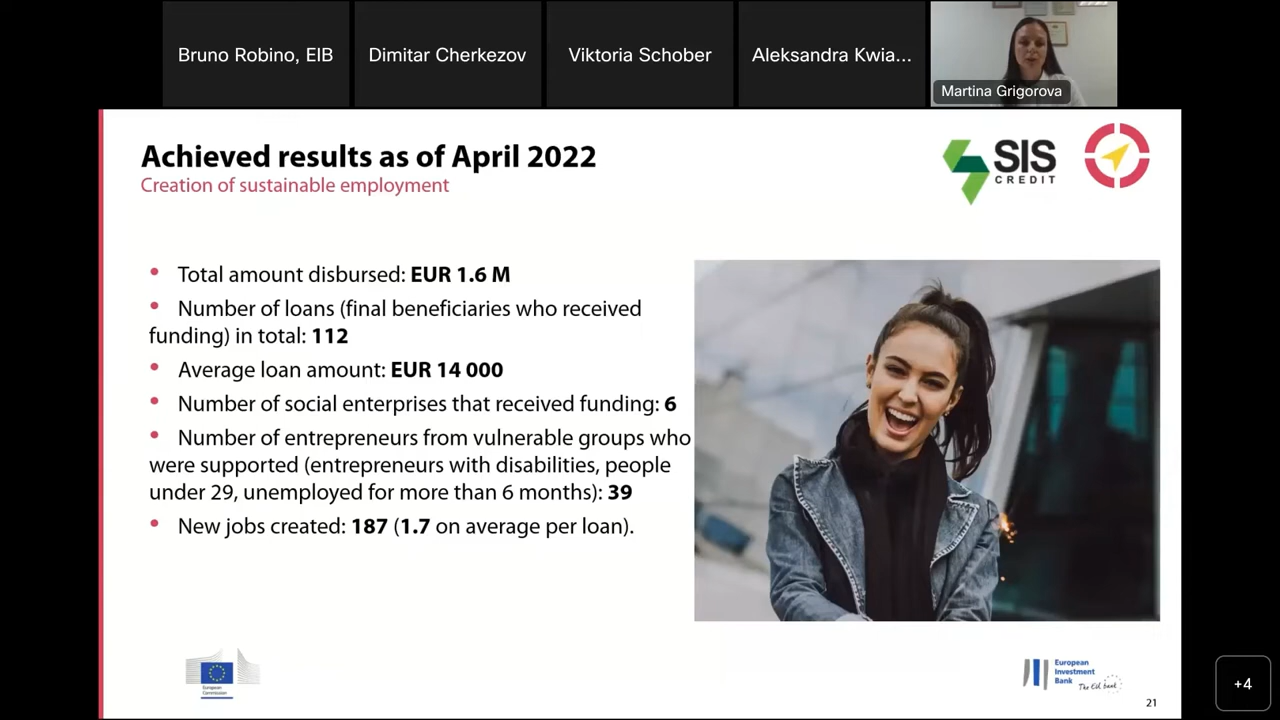 Bruno Robino, EIB
Dimitar Cherkezov
Viktoria Schober
Aleksandra Kwia...
Martina Grigorova
Achieved results as of April 2022
Creation of sustainable employment
SIS
CREDIT
• Total amount disbursed: EUR 1.6 M
• Number of loans (final beneficiaries who received
funding) in total: 112
• Average loan amount: EUR 14 000
• Number of social enterprises that received funding: 6
• Number of entrepreneurs from vulnerable groups who
were supported (entrepreneurs with disabilities, people
under 29, unemployed for more than 6 months): 39
• New jobs created: 187 (1.7 on average per loan).
European
Commission
European
Investment
Bank
The EU bank
21
+4